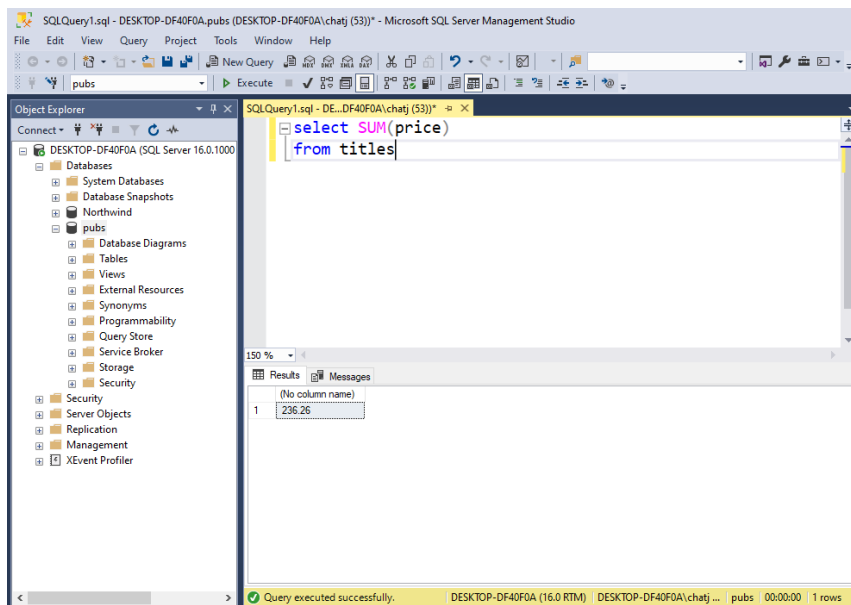 SQLQuery1.sql - DESKTOP-DF40F0A.pubs (DESKTOP-DF40F0A\chatj (53))* - Microsoft SQL Server Management Studio
File Edit View Query Project Tools Window Help
New Query
pubs Execute
Object Explorer
Connect
DESKTOP-DF40F0A (SQL Server 16.0.1000
Databases
System Databases
Database Snapshots
Northwind
pubs
Database Diagrams
Tables
Views
External Resources
Synonyms
Programmability
Query Store
Service Broker
Storage
Security
Security
Server Objects
Replication
Management
XEvent Profiler
SQLQuery1.sql - DE...DF40F0A\chatj (53))*
select SUM(price)
from titles
150 %
Results Messages
(No column name)
1 236.26
Query executed successfully. DESKTOP-DF40F0A (16.0 RTM) DESKTOP-DF40F0A\chatj ... pubs 00:00:00 1 rows